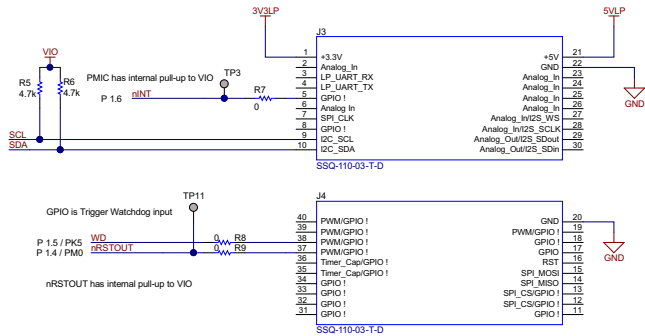 3V3LP
5VLP
J3
VIO
R5
4.7k
R6
4.7k
PMIC has internal pull-up to VIO
TP3
P 1.6
nINT
R7
0
SCL
SDA
1 +3.3V
2 Analog_In
3 LP_UART_RX
4 LP_UART_TX
5 GPIO !
6 Analog In
7 SPI_CLK
8 GPIO !
9 I2C_SCL
10 I2C_SDA
+5V 21
GND 22
Analog_In 23
Analog_In 24
Analog_In 25
Analog_In 26
Analog_In/I2S_WS 27
Analog_In/I2S_SCLK 28
Analog_Out/I2S_SDout 29
Analog_Out/I2S_SDin 30
GND
SSQ-110-03-T-D
J4
TP11
GPIO is Trigger Watchdog input
P 1.5 / PK5
WD
0
R8
P 1.4 / PM0
nRSTOUT
0
R9
nRSTOUT has internal pull-up to VIO
40 PWM/GPIO !
39 PWM/GPIO !
38 PWM/GPIO !
37 PWM/GPIO !
36 Timer_Cap/GPIO !
35 Timer_Cap/GPIO !
34 GPIO !
33 GPIO !
32 GPIO !
31 GPIO !
GND 20
PWM/GPIO ! 19
GPIO ! 18
GPIO 17
RST 16
SPI_MOSI 15
SPI_MISO 14
SPI_CS/GPIO ! 13
SPI_CS/GPIO ! 12
GPIO ! 11
GND
SSQ-110-03-T-D